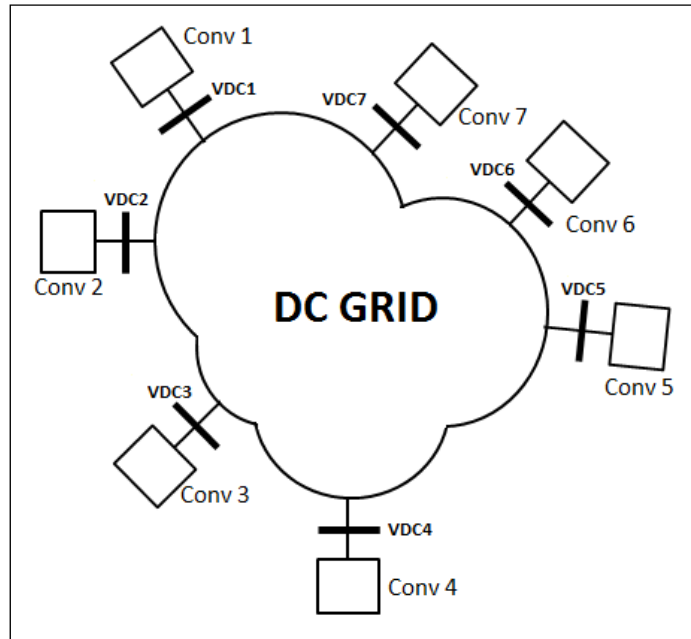 Conv 1
VDC1
VDC7
Conv 7
VDC2
VDC6
Conv 6
Conv 2
DC GRID
VDC5
Conv 5
VDC3
Conv 3
VDC4
Conv 4